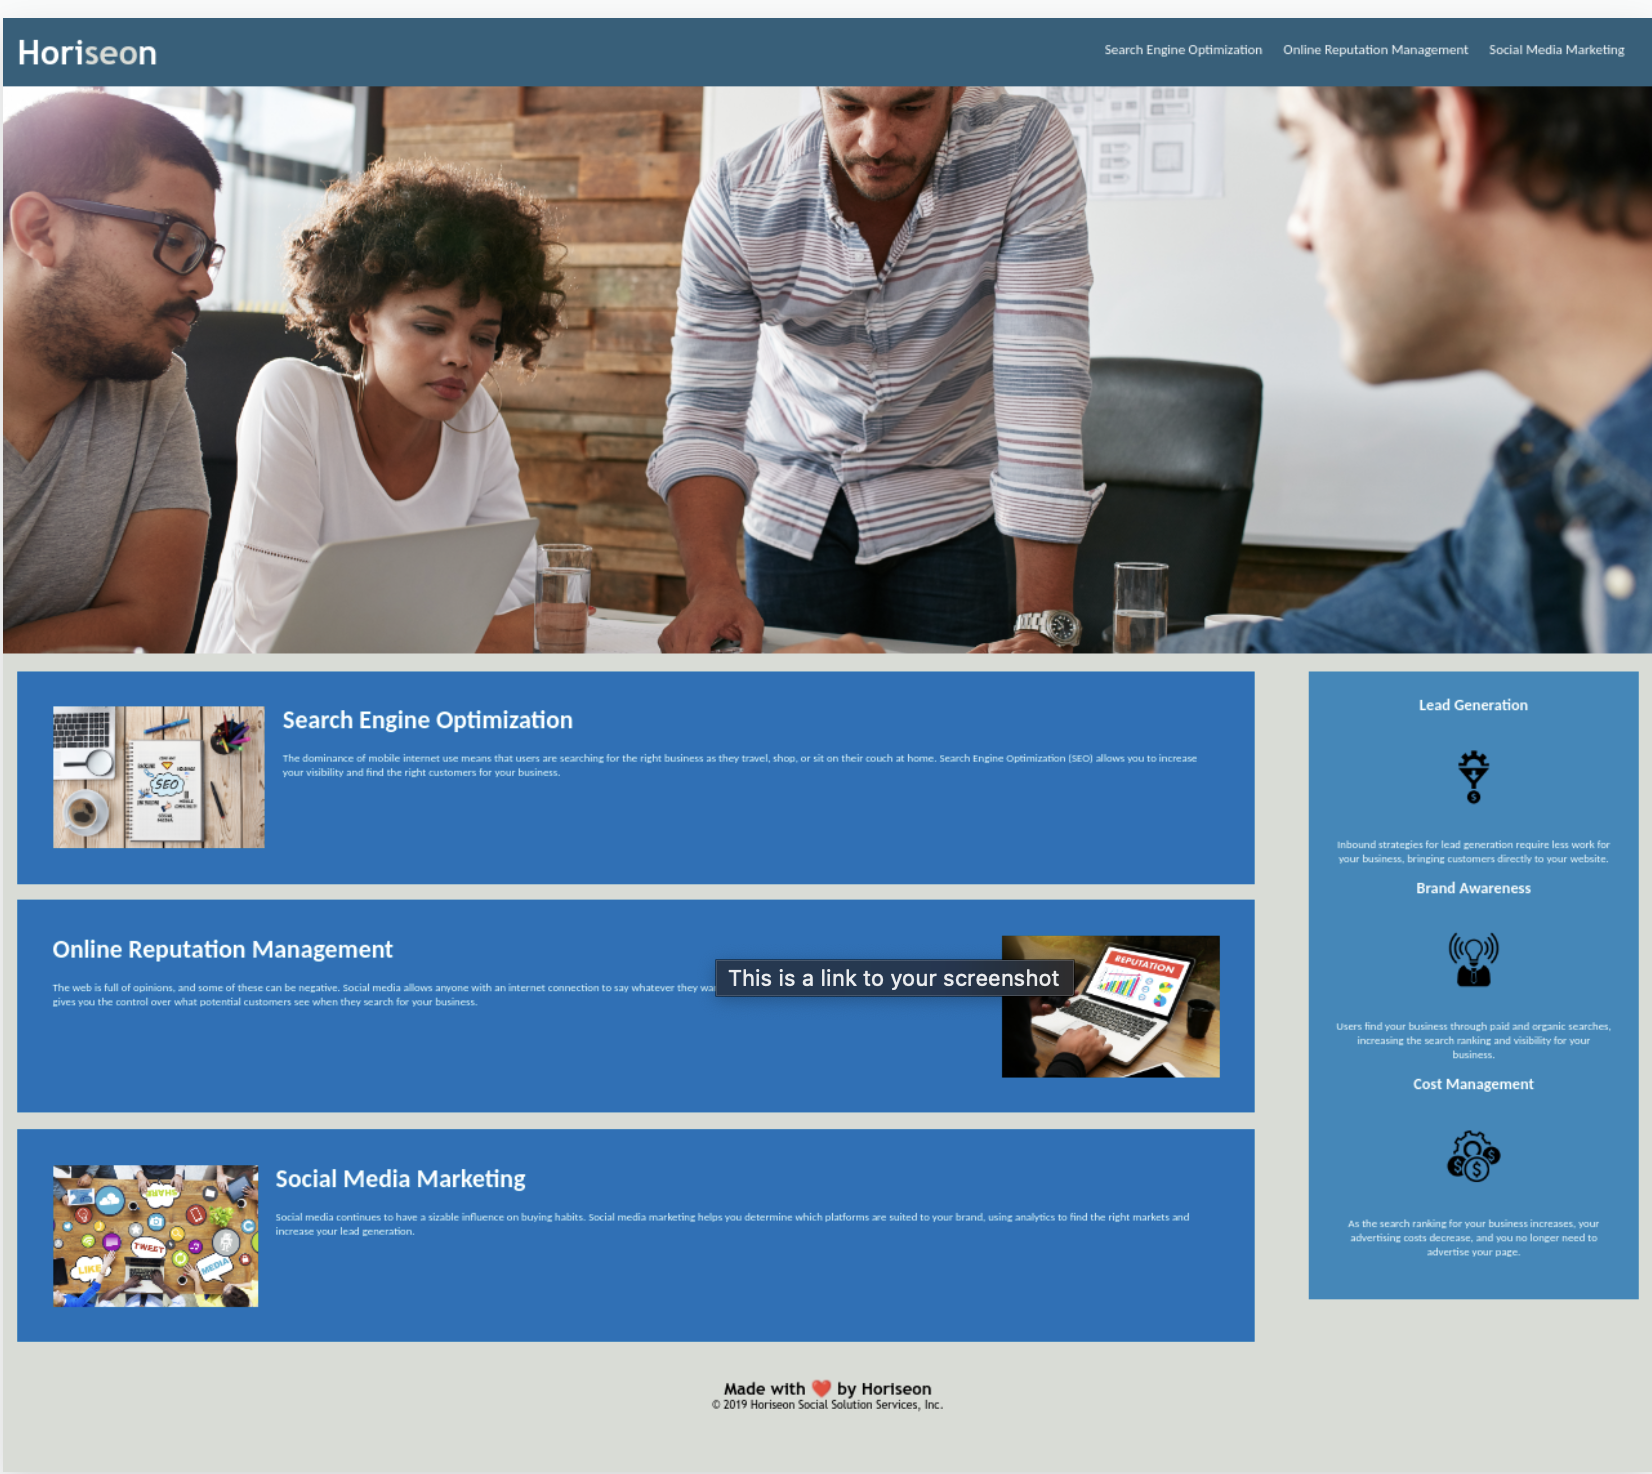 Horiseon
Search Engine Optimization
Online Reputation Management
Social Media Marketing
Search Engine Optimization
The dominance of mobile internet use means that users are searching for the right business as they travel, shop, or sit on their couch at home. Search Engine Optimization (SEO) allows you to increase
your visibility and find the right customers for your business.
SEO
Online Reputation Management
The web is full of opinions, and some of these can be negative. Social media allows anyone with an internet connection to say whatever they
gives you the control over what potential customers see when they search for your business.
This is a link to your screenshot
REPUTATION
Social Media Marketing
Social media continues to have a sizable influence on buying habits. Social media marketing helps you determine which platforms are suited to your brand, using analytics to find the right markets and
increase your lead generation.
SHARE
TWEET
LIKE
MEDIA
Lead Generation
Inbound strategies for lead generation require less work for
your business, bringing customers directly to your website.
Brand Awareness
Users find your business through paid and organic searches,
increasing the search ranking and visibility for your
business.
Cost Management
As the search ranking for your business increases, your
advertising costs decrease, and you no longer need to
advertise your page.
Made with ❤️ by Horiseon
© 2019 Horiseon Social Solution Services, Inc.